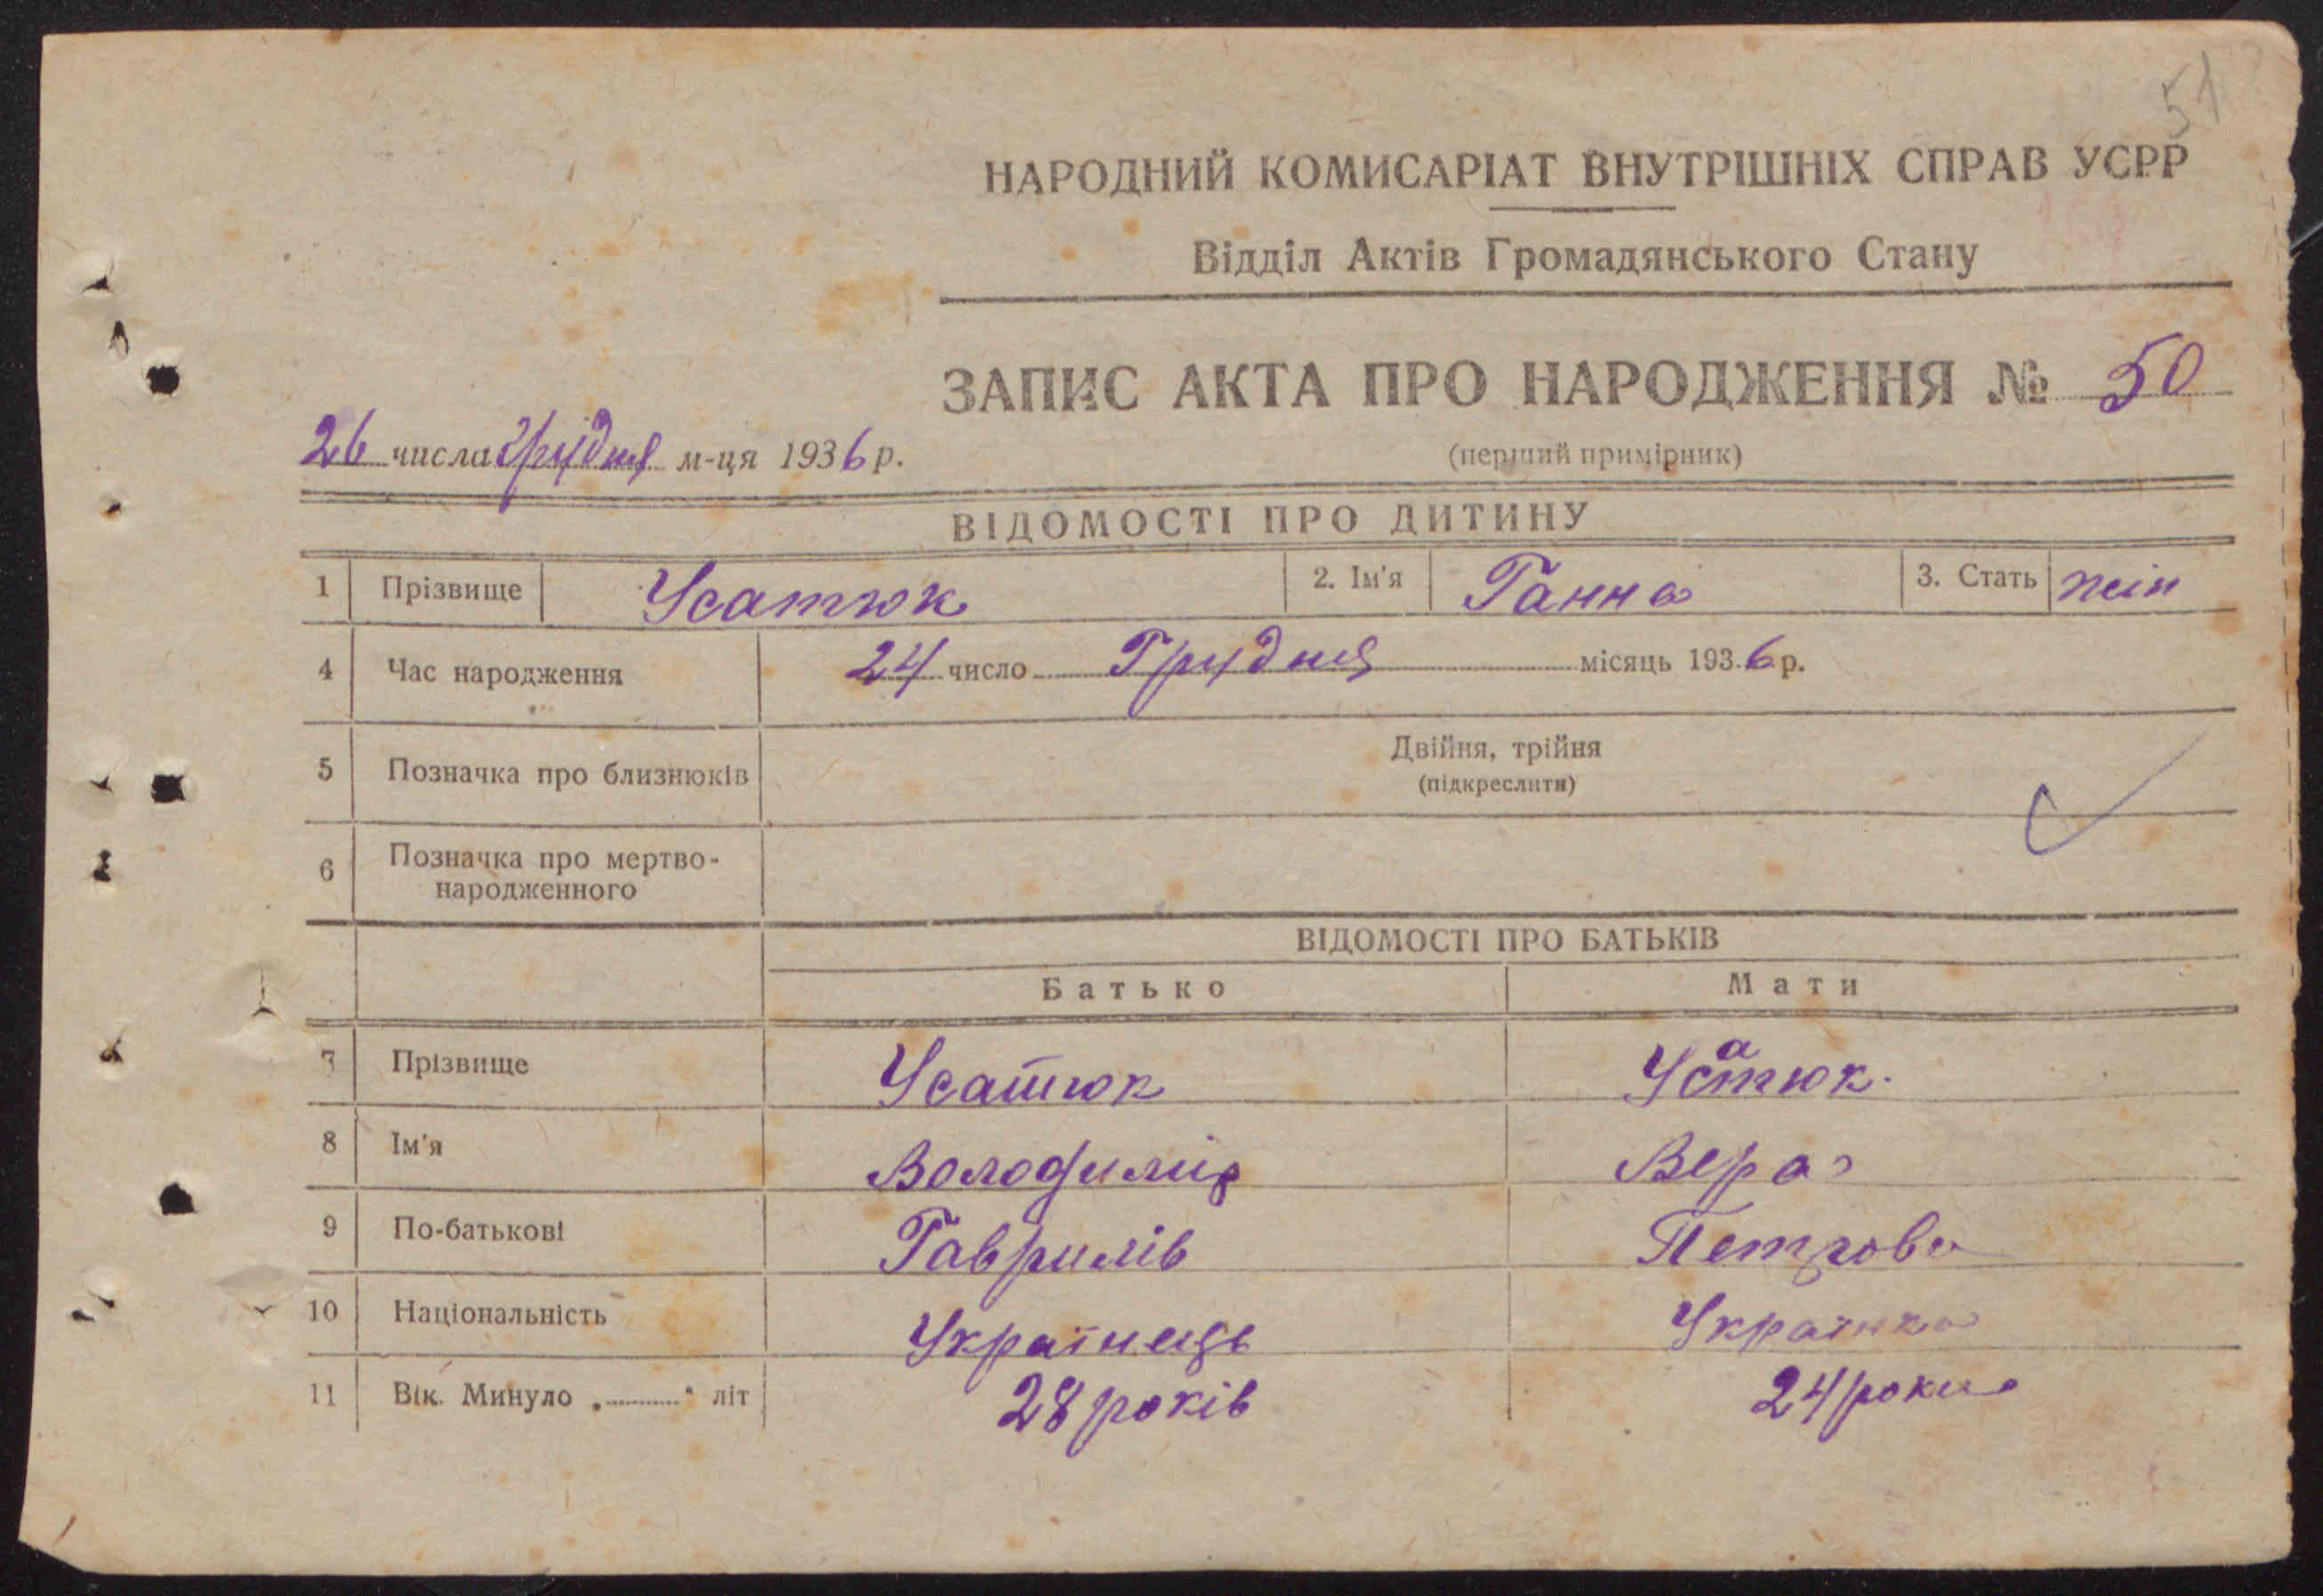 51
НАРОДНИЙ КОМИСАРІАТ ВНУТРІШНІХ СПРАВ УСРР
Відділ Актів Громадянського Стану
ЗАПИС АКТА ПРО НАРОДЖЕННЯ № 50
26 числа грудня м-ця 1936 р.
(перший примірник)
ВІДОМОСТІ ПРО ДИТИНУ
1 Прізвище Усатюк 2. Ім'я Ганна 3. Стать жін
4 Час народження 24 число Грудня місяць 1936 р.
5 Позначка про близнюків Двійня, трійня
(підкреслити)
6 Позначка про мертво-
народженного
ВІДОМОСТІ ПРО БАТЬКІВ
Батько Мати
7 Прізвище Усатюк Усатюк.
8 Ім'я Володимир Вера
9 По-батькові Гаврилів Петрова
10 Національність Українець Українка
11 Вік. Минуло „..........“ літ 28 років 24 роки